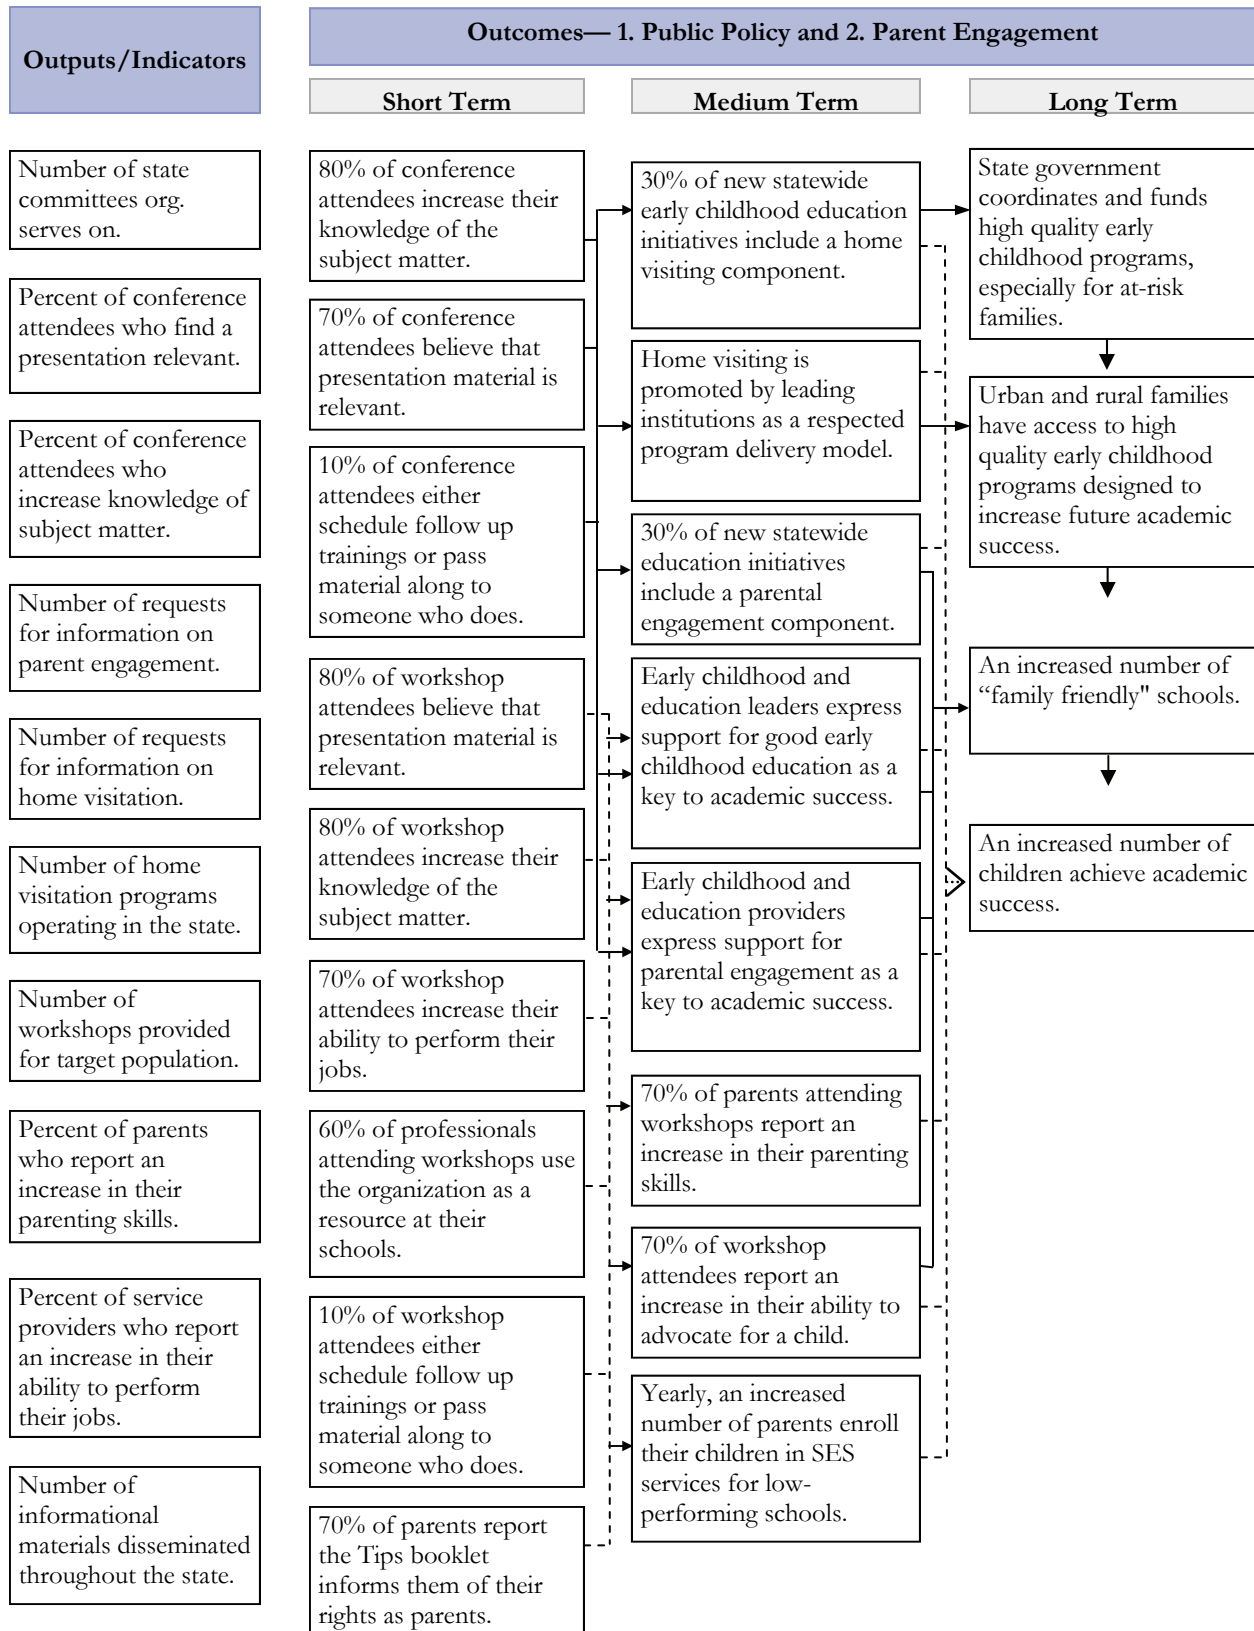 Outputs/Indicators
Outcomes— 1. Public Policy and 2. Parent Engagement
Short Term
Medium Term
Long Term
Number of state
committees org.
serves on.
Percent of conference
attendees who find a
presentation relevant.
Percent of conference
attendees who
increase knowledge of
subject matter.
Number of requests
for information on
parent engagement.
Number of requests
for information on
home visitation.
Number of home
visitation programs
operating in the state.
Number of
workshops provided
for target population.
Percent of parents
who report an
increase in their
parenting skills.
Percent of service
providers who report
an increase in their
ability to perform
their jobs.
Number of
informational
materials disseminated
throughout the state.
80% of conference
attendees increase their
knowledge of the
subject matter.
70% of conference
attendees believe that
presentation material is
relevant.
10% of conference
attendees either
schedule follow up
trainings or pass
material along to
someone who does.
80% of workshop
attendees believe that
presentation material is
relevant.
80% of workshop
attendees increase their
knowledge of the
subject matter.
70% of workshop
attendees increase their
ability to perform their
jobs.
60% of professionals
attending workshops use
the organization as a
resource at their
schools.
10% of workshop
attendees either
schedule follow up
trainings or pass
material along to
someone who does.
70% of parents report
the Tips booklet
informs them of their
rights as parents.
30% of new statewide
early childhood education
initiatives include a home
visiting component.
Home visiting is
promoted by leading
institutions as a respected
program delivery model.
30% of new statewide
education initiatives
include a parental
engagement component.
Early childhood and
education leaders express
support for good early
childhood education as a
key to academic success.
Early childhood and
education providers
express support for
parental engagement as a
key to academic success.
70% of parents attending
workshops report an
increase in their parenting
skills.
70% of workshop
attendees report an
increase in their ability to
advocate for a child.
Yearly, an increased
number of parents enroll
their children in SES
services for low-
performing schools.
State government
coordinates and funds
high quality early
childhood programs,
especially for at-risk
families.
Urban and rural families
have access to high
quality early childhood
programs designed to
increase future academic
success.
An increased number of
“family friendly" schools.
An increased number of
children achieve academic
success.